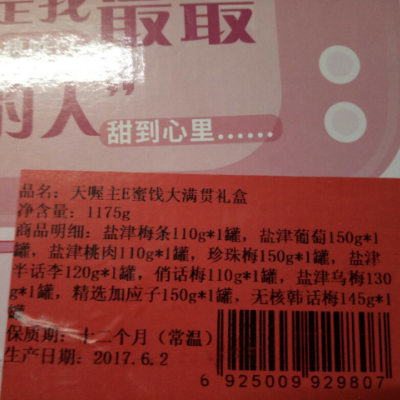 是我最最
的人”
甜到心里......
品名：天喔主E蜜饯大满贯礼盒
净含量：1175g
商品明细：盐津梅条110g*1罐，盐津葡萄150g*1
罐，盐津桃肉110g*1罐，珍珠梅150g*1罐，盐津
半话李120g*1罐，俏话梅110g*1罐，盐津乌梅130
g*1罐，精选加应子150g*1罐，无核韩话梅145g*1
罐
保质期：十二个月（常温）
生产日期：2017.6.2
6 925009 929807